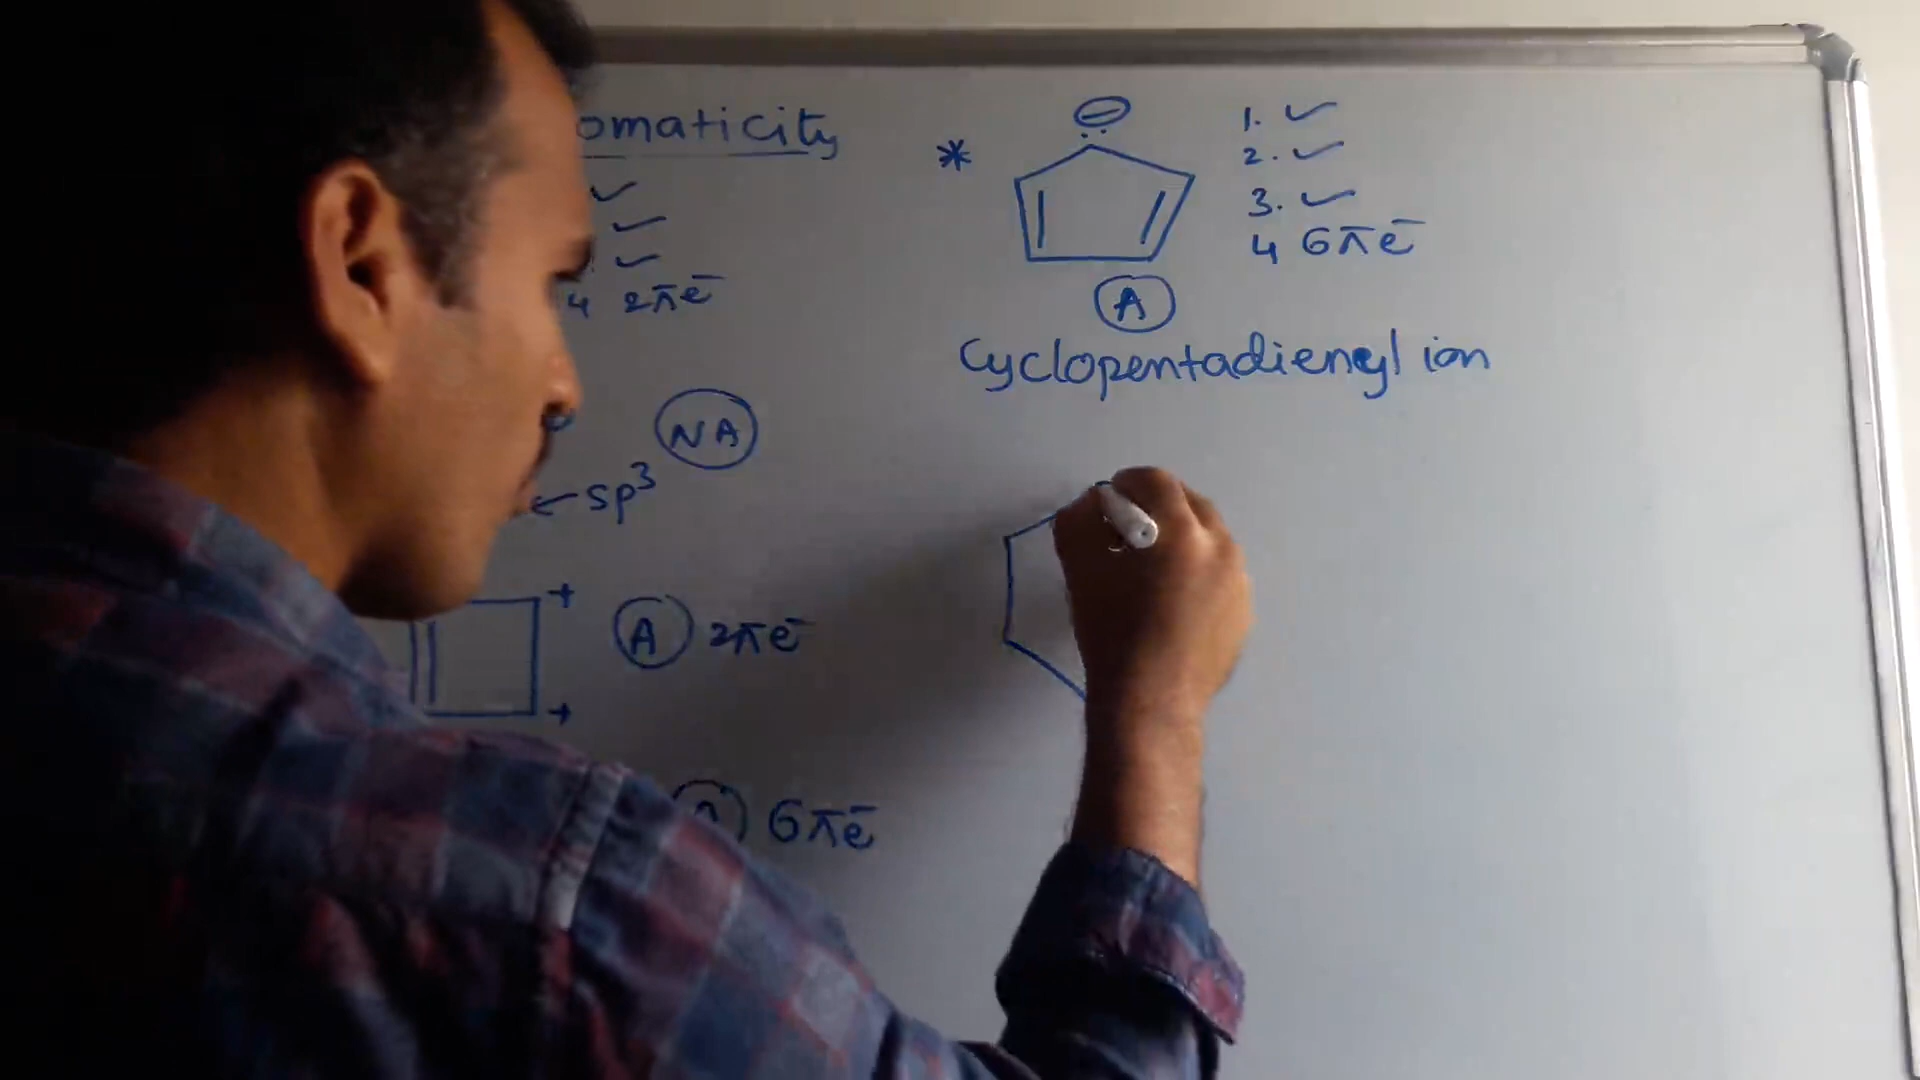 omaticity
✓
✓
✓
4 2πe⁻
NA
← sp³
+
A 2πe⁻
+
6πe⁻
*
⊖
1. ✓
2. ✓
3. ✓
4 6πe⁻
A
Cyclopentadienyl ion